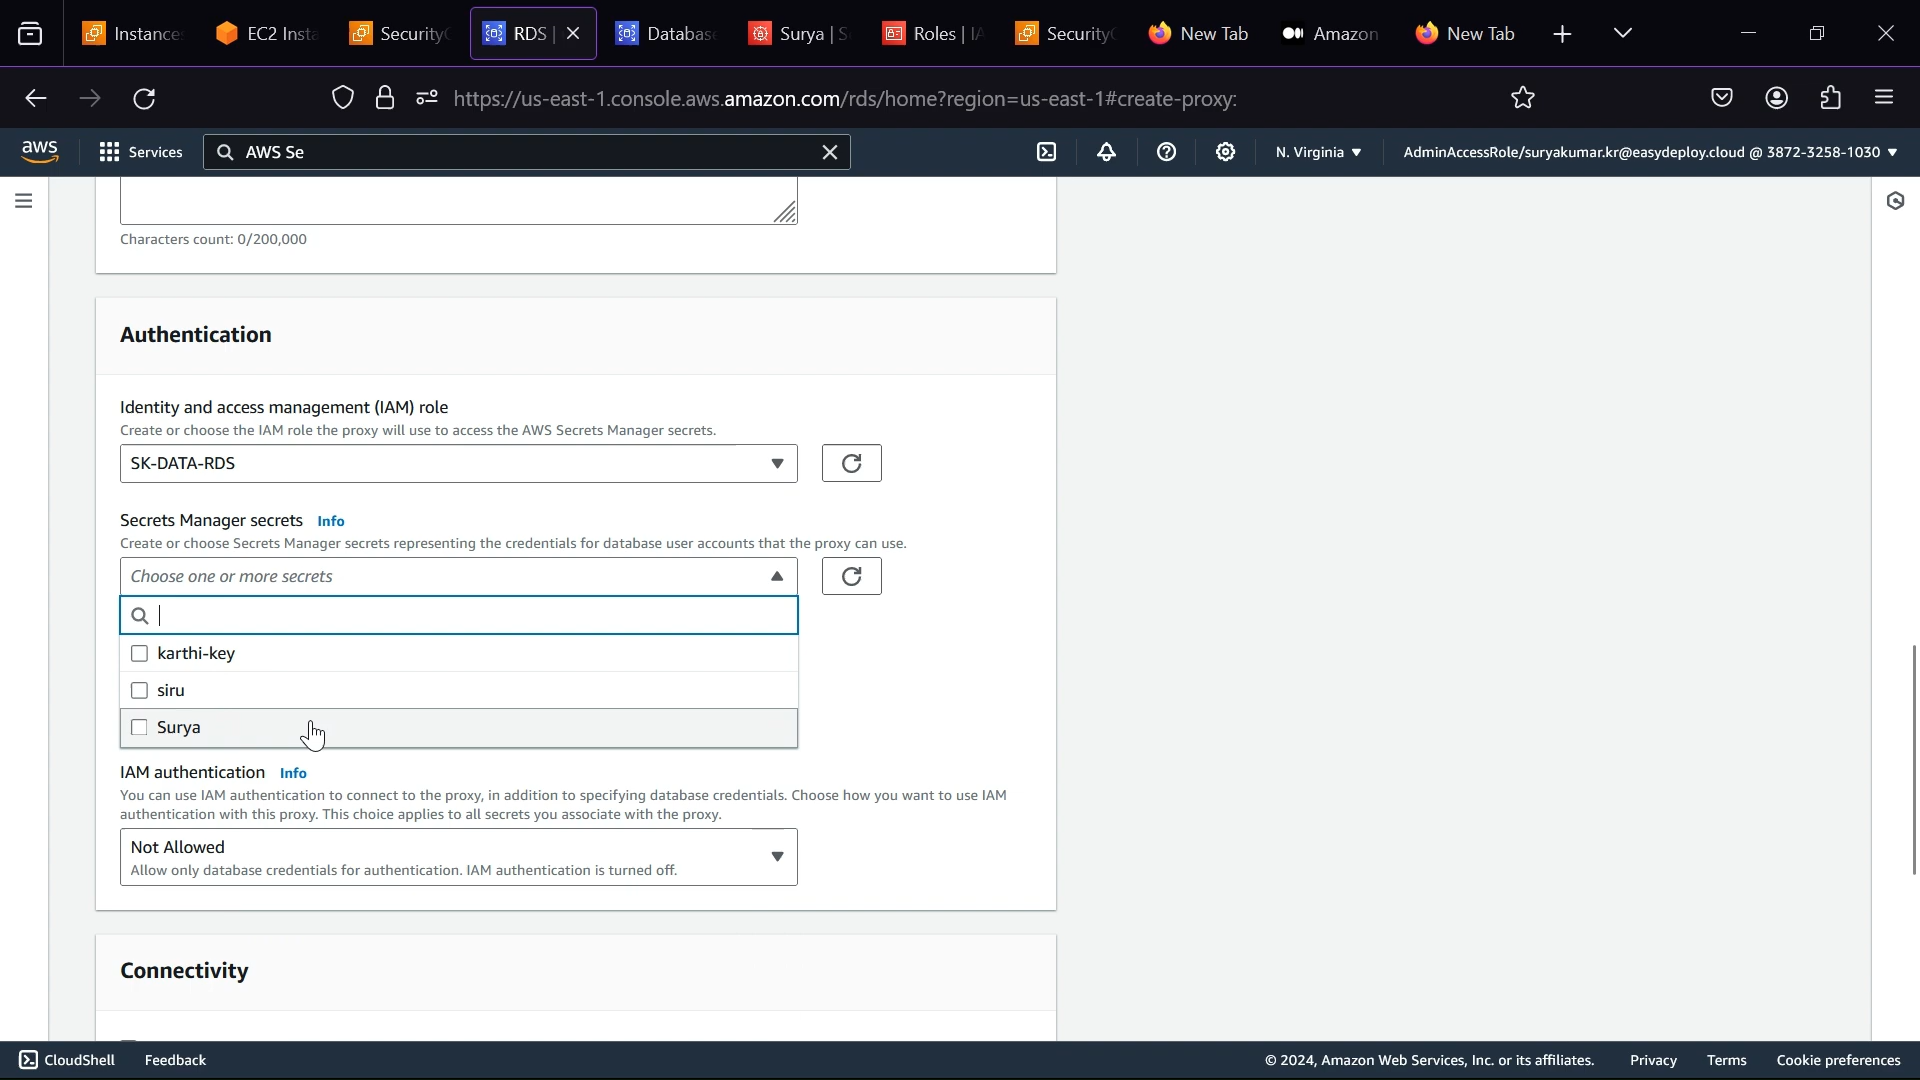 Instance
EC2 Insta
Security
RDS |
Databas
Surya | S
Roles | IA
Security
New Tab
Amazon
New Tab
https://us-east-1.console.aws.amazon.com/rds/home?region=us-east-1#create-proxy:
aws
Services
AWS Se
N. Virginia
AdminAccessRole/suryakumar.kr@easydeploy.cloud @ 3872-3258-1030
Characters count: 0/200,000
Authentication
Identity and access management (IAM) role
Create or choose the IAM role the proxy will use to access the AWS Secrets Manager secrets.
SK-DATA-RDS
Secrets Manager secrets Info
Create or choose Secrets Manager secrets representing the credentials for database user accounts that the proxy can use.
Choose one or more secrets
karthi-key
siru
Surya
IAM authentication Info
You can use IAM authentication to connect to the proxy, in addition to specifying database credentials. Choose how you want to use IAM
authentication with this proxy. This choice applies to all secrets you associate with the proxy.
Not Allowed
Allow only database credentials for authentication. IAM authentication is turned off.
Connectivity
CloudShell
Feedback
© 2024, Amazon Web Services, Inc. or its affiliates.
Privacy
Terms
Cookie preferences